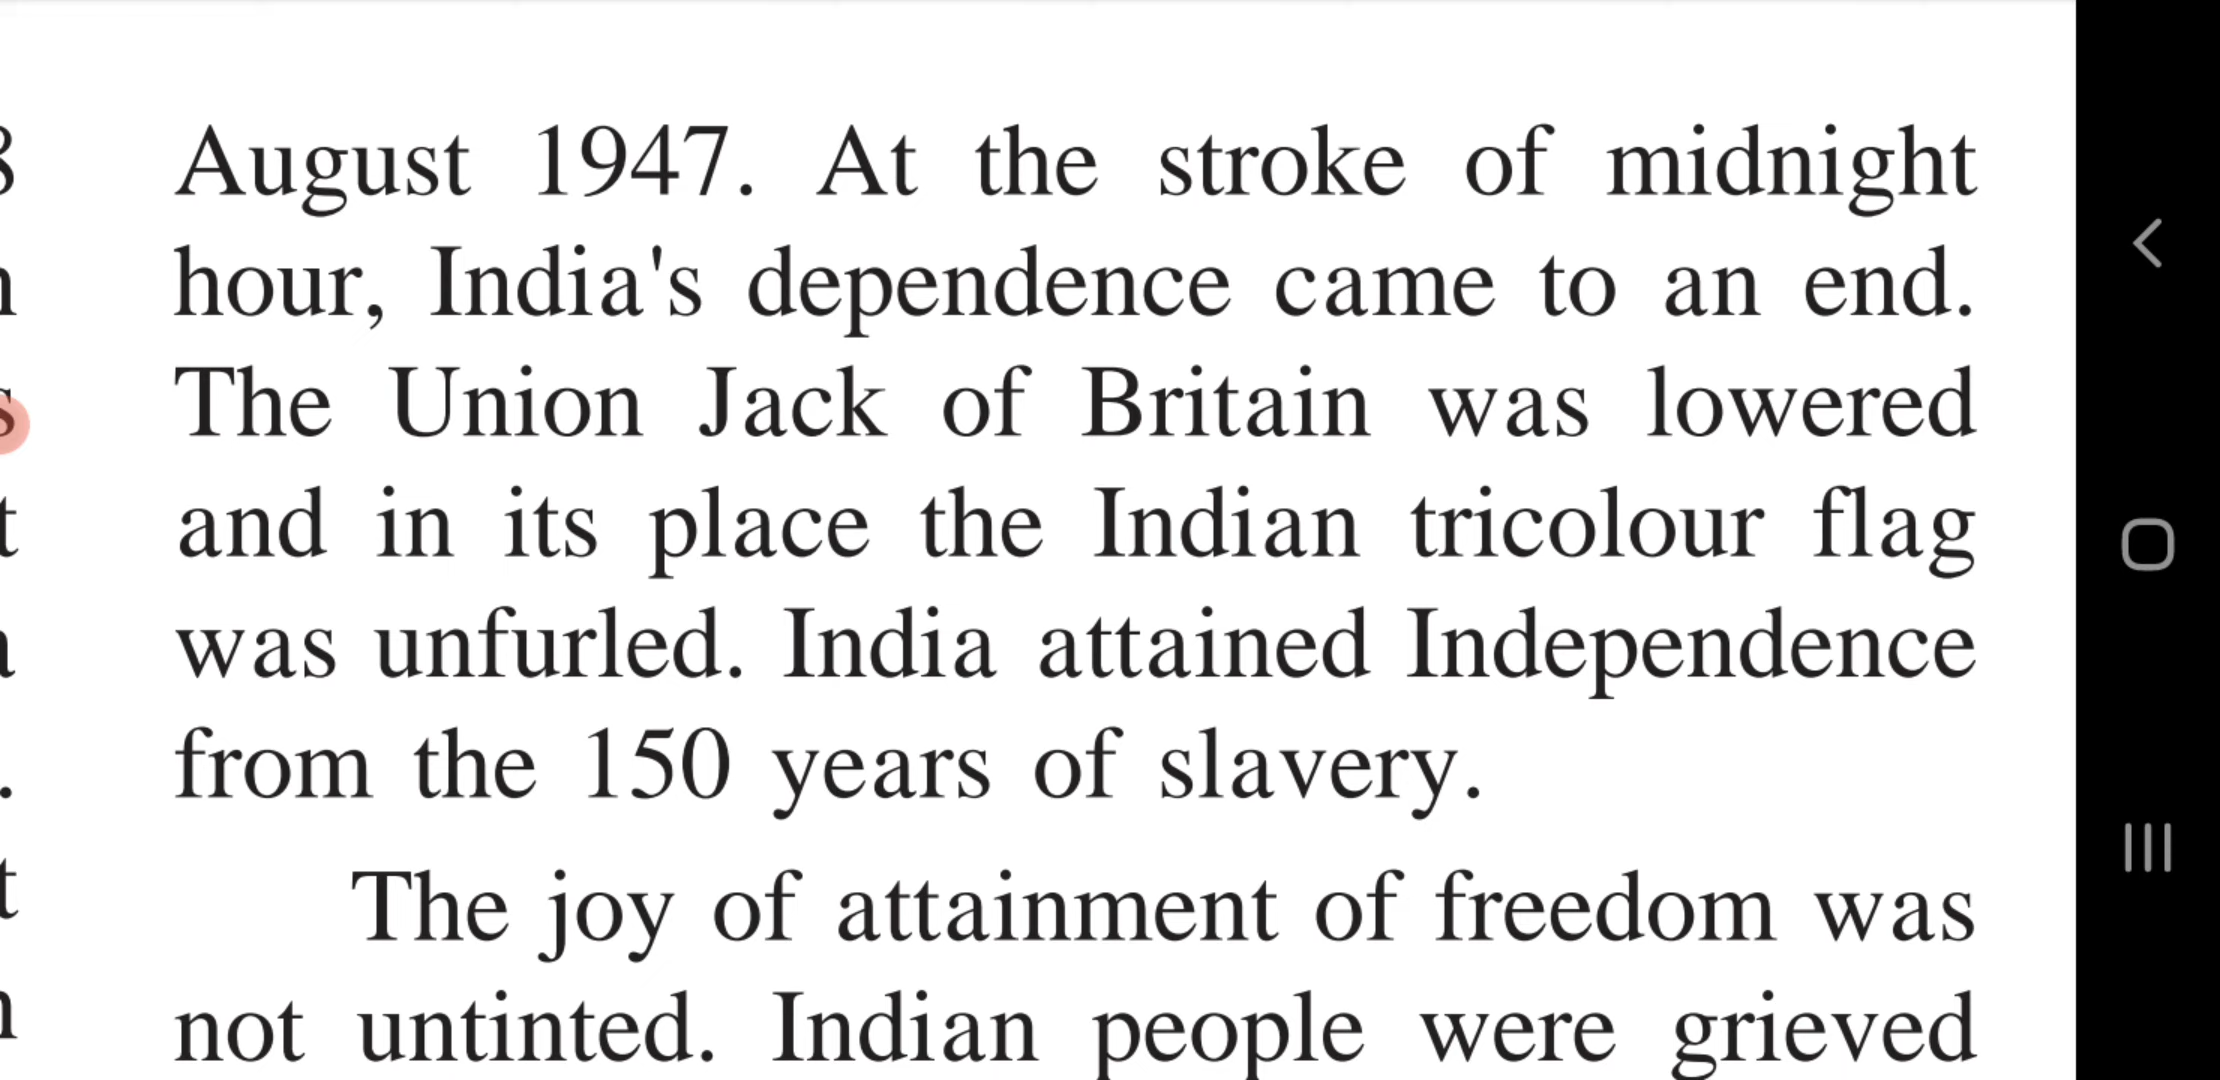 August 1947. At the stroke of midnight
hour, India's dependence came to an end.
The Union Jack of Britain was lowered
and in its place the Indian tricolour flag
was unfurled. India attained Independence
from the 150 years of slavery.
The joy of attainment of freedom was
not untinted. Indian people were grieved